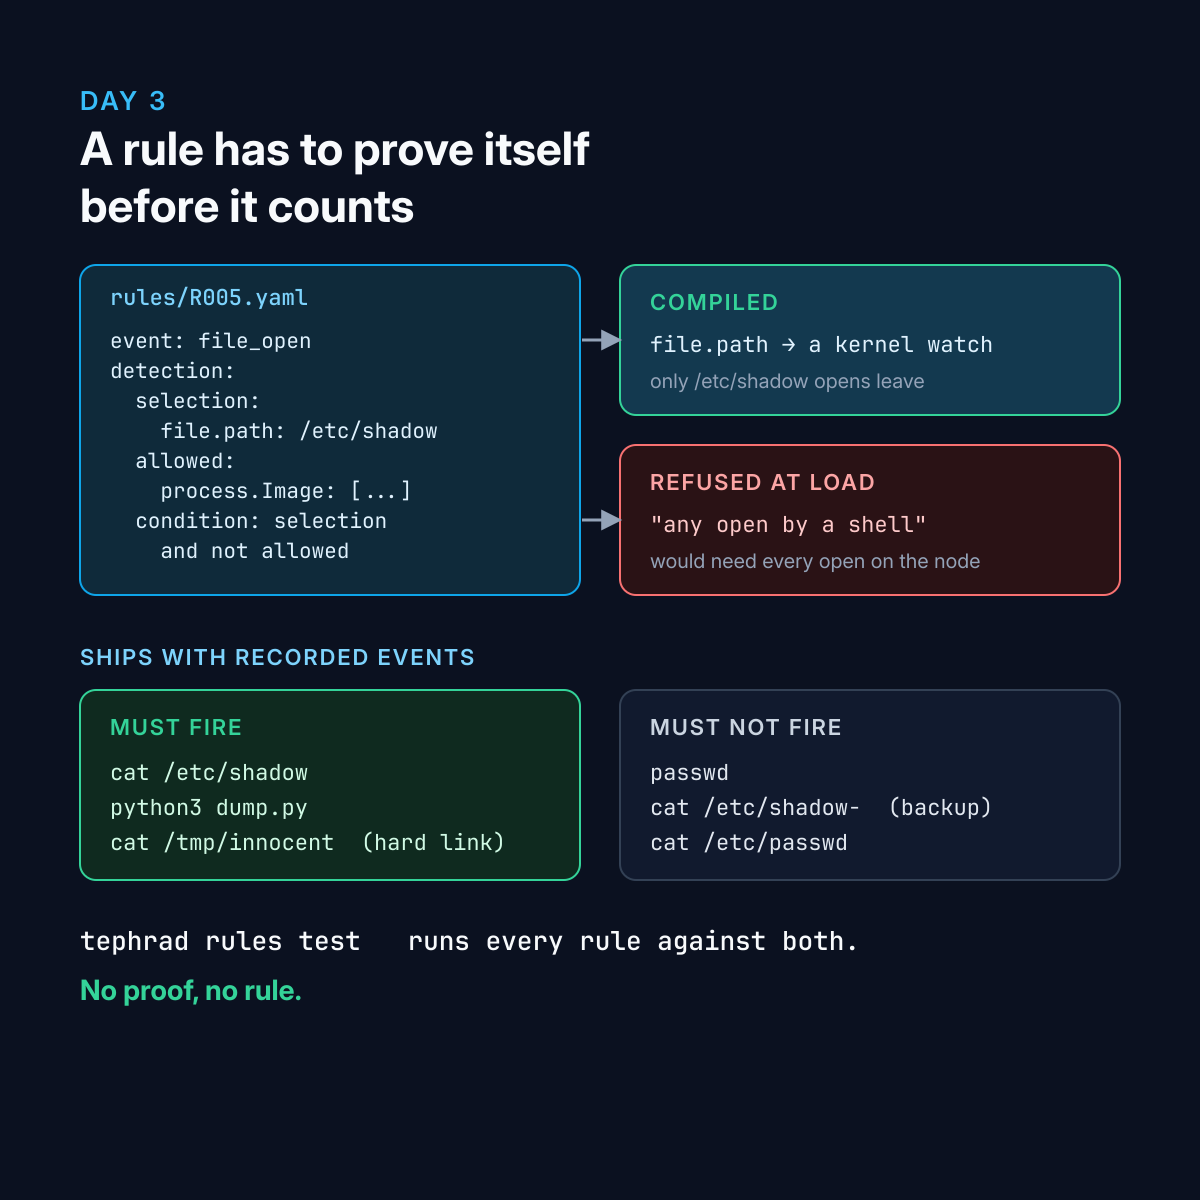 DAY 3
A rule has to prove itself
before it counts
rules/R005.yaml
event: file_open
detection:
  selection:
    file.path: /etc/shadow
  allowed:
    process.Image: [...]
  condition: selection
    and not allowed
COMPILED
file.path → a kernel watch
only /etc/shadow opens leave
REFUSED AT LOAD
"any open by a shell"
would need every open on the node
SHIPS WITH RECORDED EVENTS
MUST FIRE
cat /etc/shadow
python3 dump.py
cat /tmp/innocent  (hard link)
MUST NOT FIRE
passwd
cat /etc/shadow-  (backup)
cat /etc/passwd
tephrad rules test   runs every rule against both.
No proof, no rule.